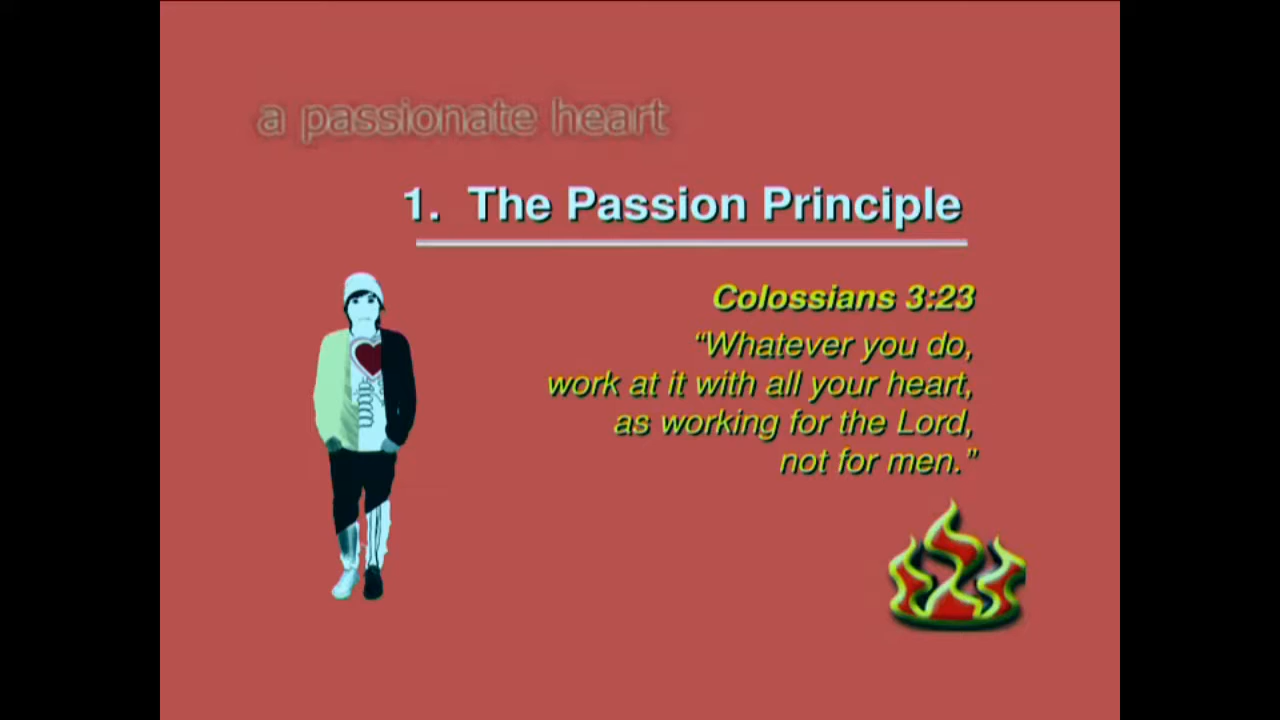 a passionate heart
1. The Passion Principle
Colossians 3:23
“Whatever you do,
work at it with all your heart,
as working for the Lord,
not for men.”